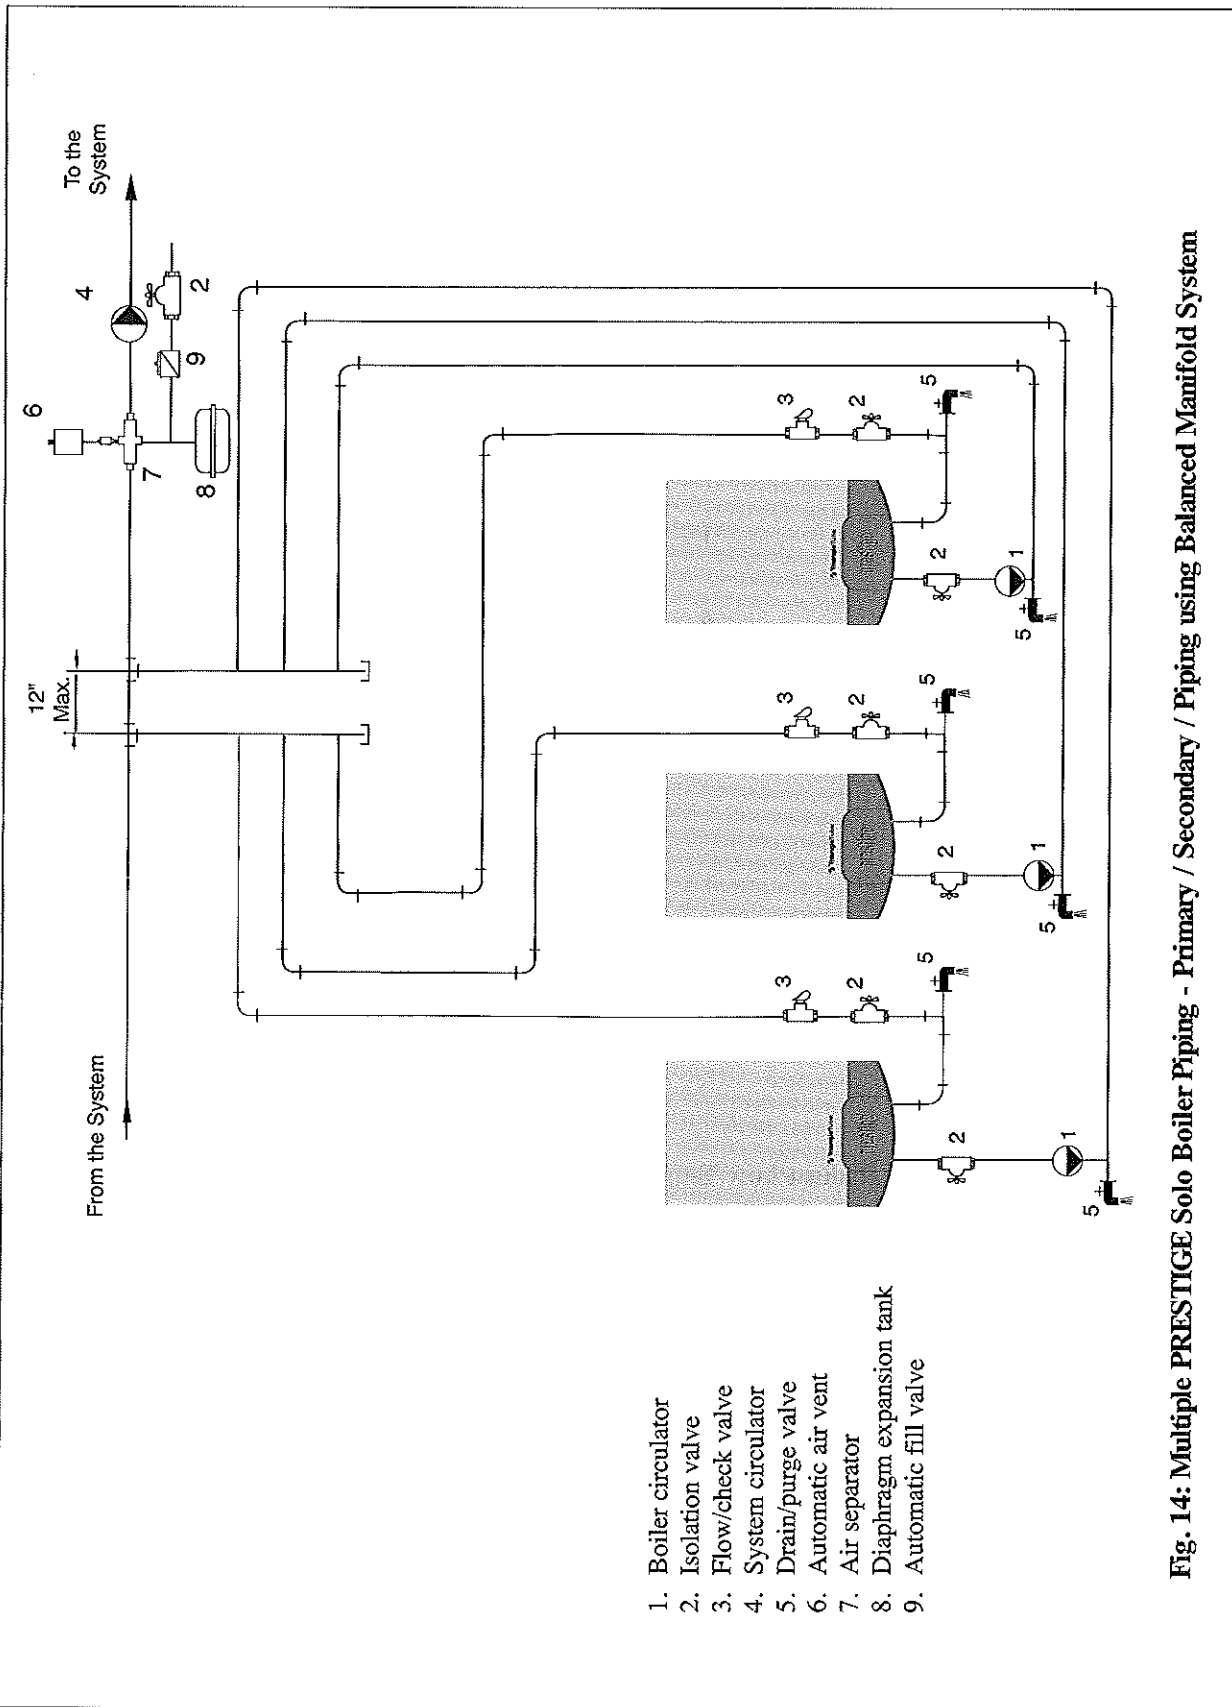 From the System
12"
Max.
6
7
8
9
4
2
To the
System
3
2
5
2
1
5
3
2
5
2
1
5
3
2
5
2
1
5
1. Boiler circulator
2. Isolation valve
3. Flow/check valve
4. System circulator
5. Drain/purge valve
6. Automatic air vent
7. Air separator
8. Diaphragm expansion tank
9. Automatic fill valve
Fig. 14: Multiple PRESTIGE Solo Boiler Piping - Primary / Secondary / Piping using Balanced Manifold System